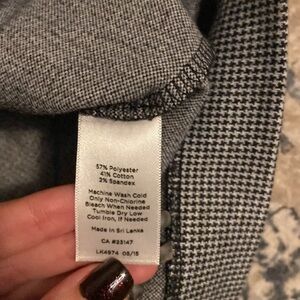 57% Polyester
41% Cotton
2% Spandex
Machine Wash Cold
Only Non-Chlorine
Bleach When Needed
Tumble Dry Low
Cool Iron, If Needed
Made In Sri Lanka
CA #23147
LK4974 08/15